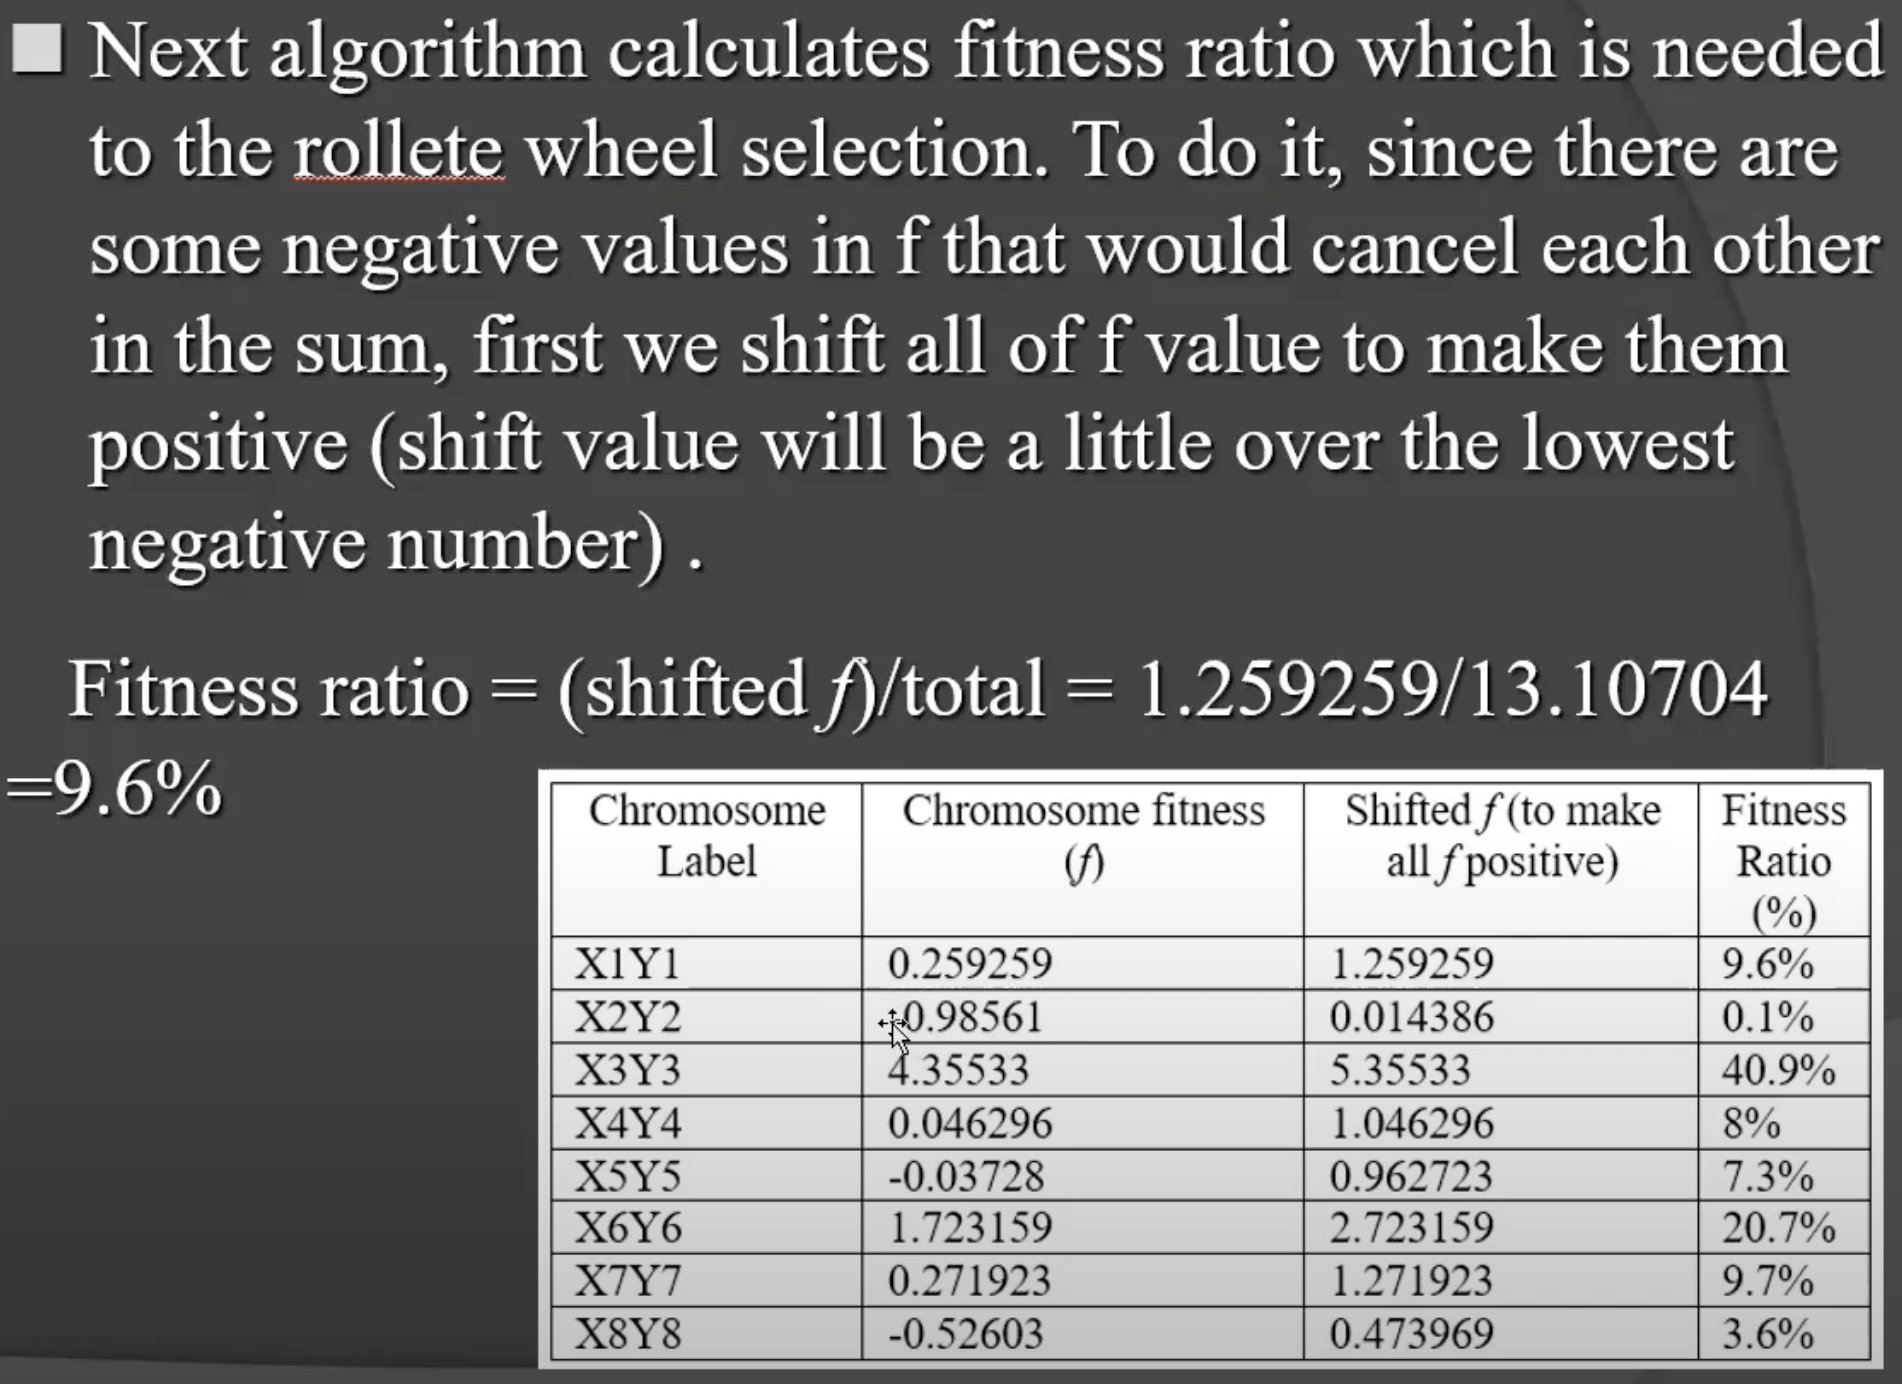 Next algorithm calculates fitness ratio which is needed
to the rollete wheel selection. To do it, since there are
some negative values in f that would cancel each other
in the sum, first we shift all of f value to make them
positive (shift value will be a little over the lowest
negative number) .
Fitness ratio = (shifted f)/total = 1.259259/13.10704
=9.6%
Chromosome Label Chromosome fitness (f) Shifted f (to make all f positive) Fitness Ratio (%)
X1Y1 0.259259 1.259259 9.6%
X2Y2 0.98561 0.014386 0.1%
X3Y3 4.35533 5.35533 40.9%
X4Y4 0.046296 1.046296 8%
X5Y5 -0.03728 0.962723 7.3%
X6Y6 1.723159 2.723159 20.7%
X7Y7 0.271923 1.271923 9.7%
X8Y8 -0.52603 0.473969 3.6%